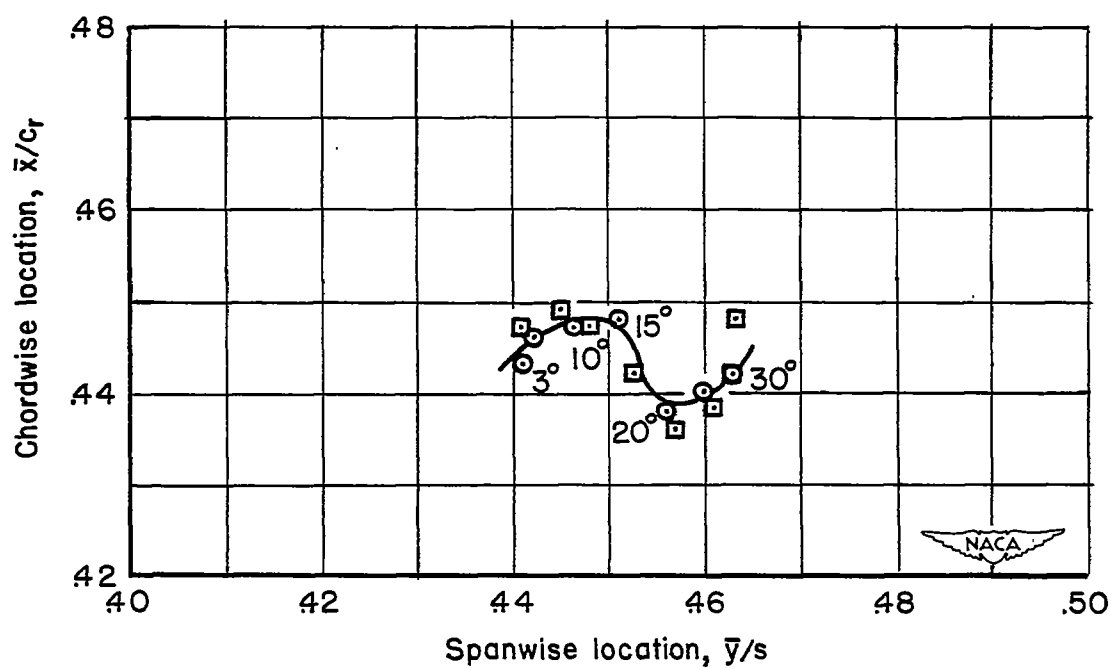 .48
.46
.44
.42
Chordwise location, x̄/cᵣ
3°
10°
15°
20°
30°
NACA
.40 .42 .44 .46 .48 .50
Spanwise location, ȳ/s